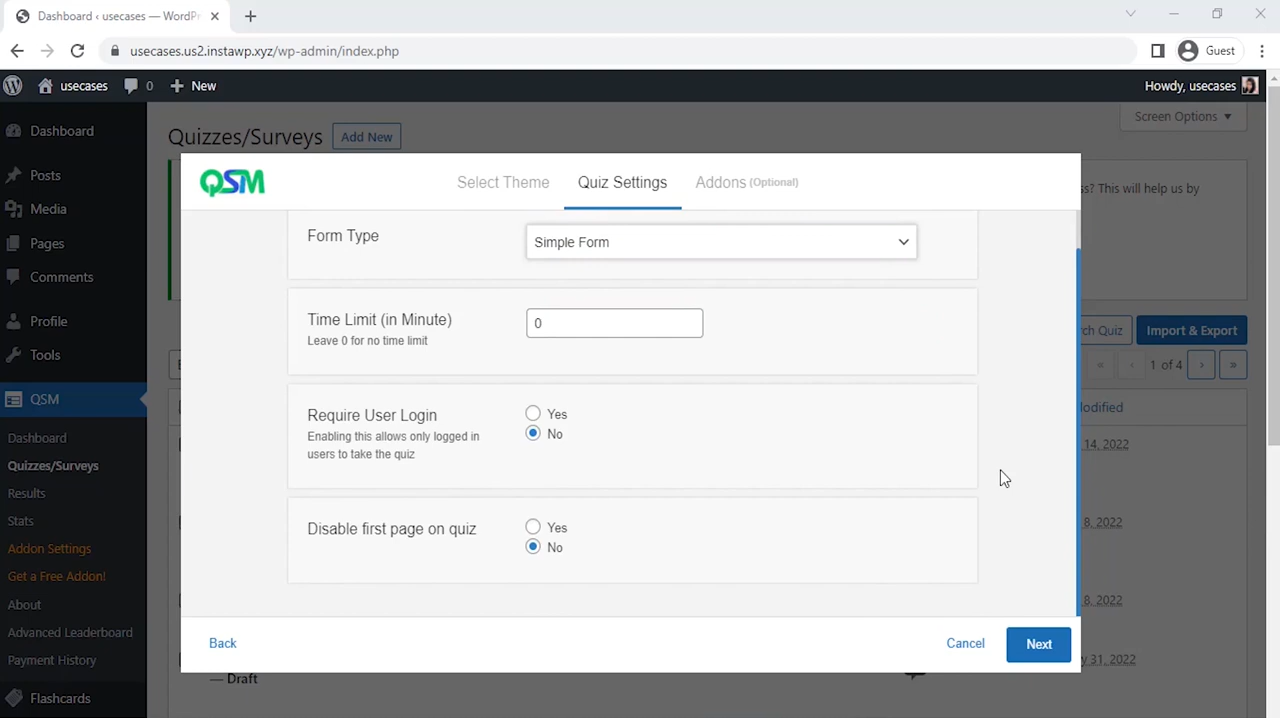 Dashboard ‹ usecases — WordPr
usecases.us2.instawp.xyz/wp-admin/index.php
Guest
usecases
0
New
Howdy, usecases
Dashboard
Posts
Media
Pages
Comments
Profile
Tools
QSM
Dashboard
Quizzes/Surveys
Results
Stats
Addon Settings
Get a Free Addon!
About
Advanced Leaderboard
Payment History
Flashcards
Quizzes/Surveys
Add New
Screen Options
ss? This will help us by
QSM
Select Theme
Quiz Settings
Addons (Optional)
Form Type
Simple Form
Time Limit (in Minute)
Leave 0 for no time limit
0
Require User Login
Enabling this allows only logged in
users to take the quiz
Yes
No
Disable first page on quiz
Yes
No
Back
Cancel
Next
ch Quiz
Import & Export
«
‹
1 of 4
›
»
odified
14, 2022
8, 2022
8, 2022
y 31, 2022
— Draft